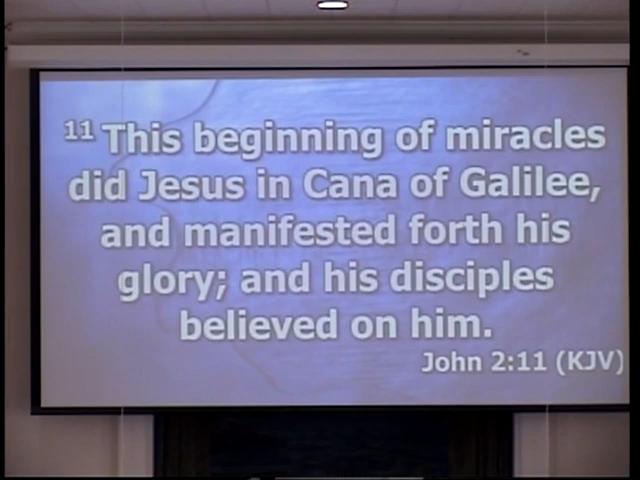 11 This beginning of miracles
did Jesus in Cana of Galilee,
and manifested forth his
glory; and his disciples
believed on him.
John 2:11 (KJV)